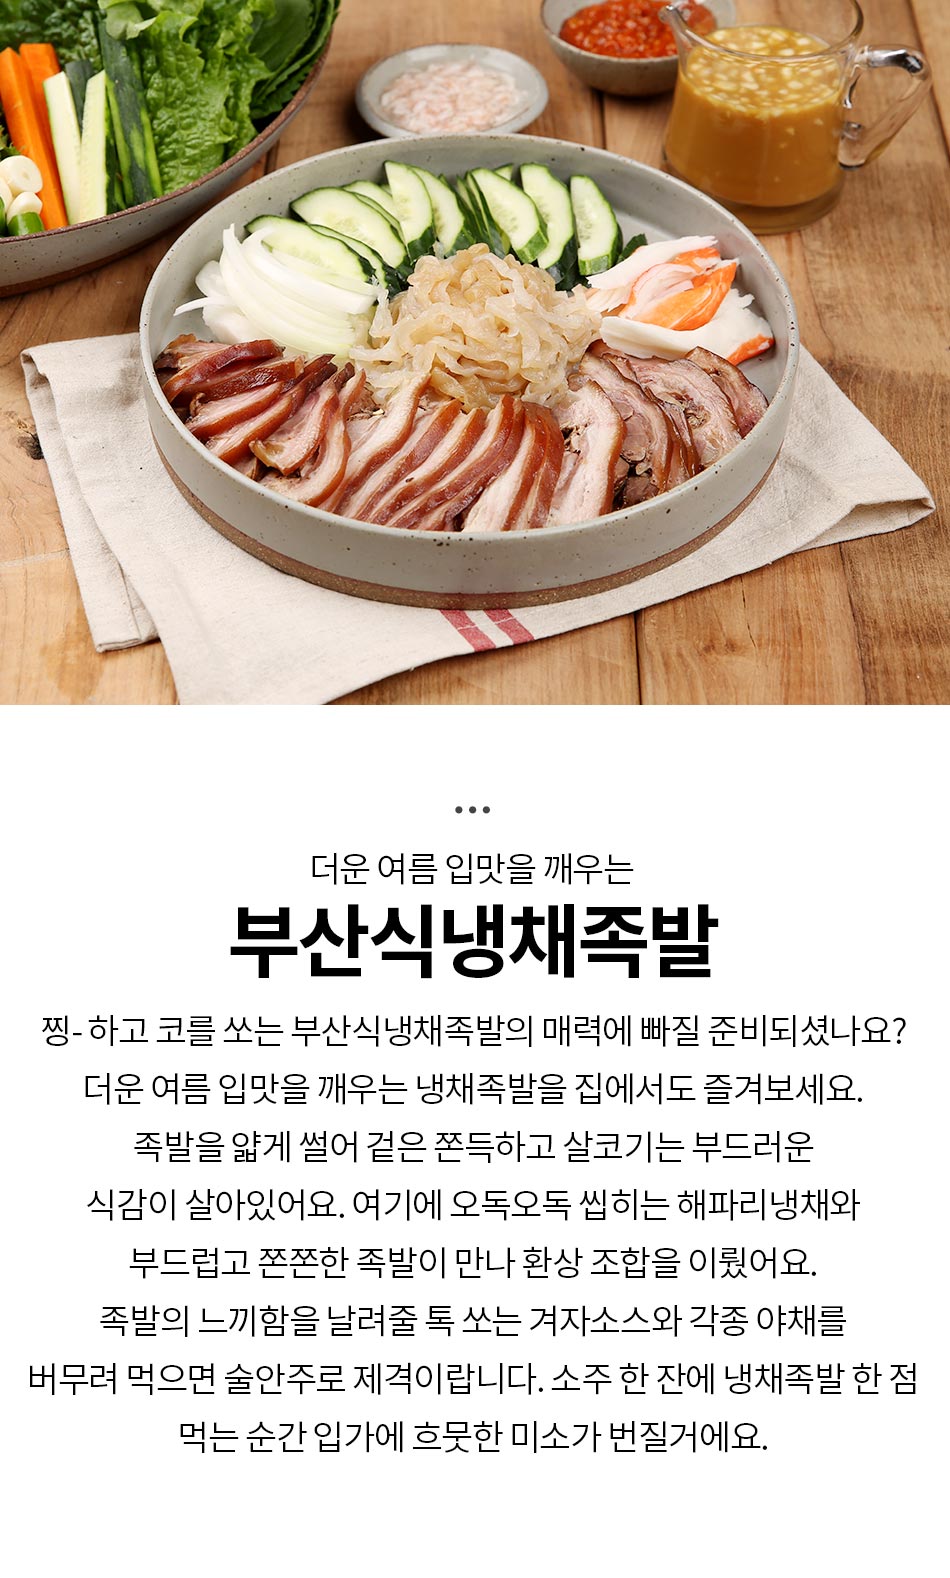 더운 여름 입맛을 깨우는
부산식냉채족발
찡- 하고 코를 쏘는 부산식냉채족발의 매력에 빠질 준비되셨나요?
더운 여름 입맛을 깨우는 냉채족발을 집에서도 즐겨보세요.
족발을 얇게 썰어 겉은 쫀득하고 살코기는 부드러운
식감이 살아있어요. 여기에 오독오독 씹히는 해파리냉채와
부드럽고 쫀쫀한 족발이 만나 환상 조합을 이뤘어요.
족발의 느끼함을 날려줄 톡 쏘는 겨자소스와 각종 야채를
버무려 먹으면 술안주로 제격이랍니다. 소주 한 잔에 냉채족발 한 점
먹는 순간 입가에 흐뭇한 미소가 번질거에요.